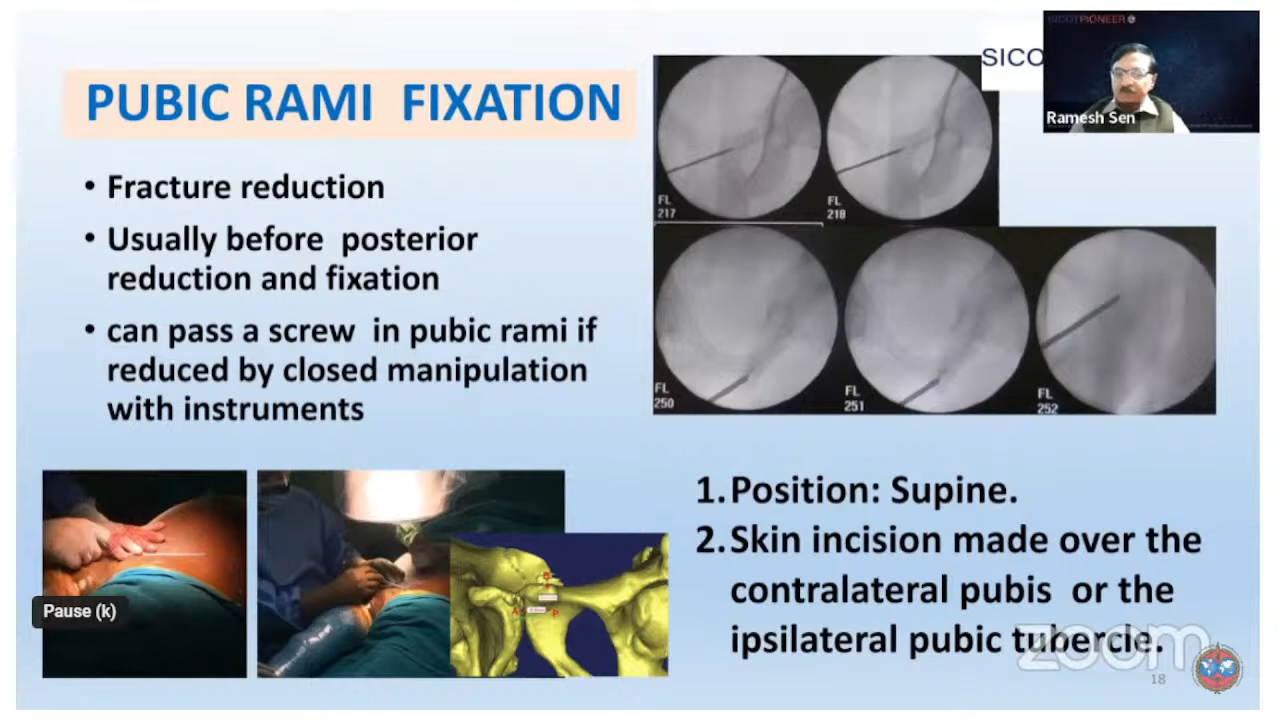 PUBIC RAMI FIXATION
• Fracture reduction
• Usually before posterior
reduction and fixation
• can pass a screw in pubic rami if
reduced by closed manipulation
with instruments
SICO
SICOTPIONEER
Ramesh Sen
FL
217
FL
218
FL
250
FL
251
FL
252
Pause (k)
1. Position: Supine.
2. Skin incision made over the
contralateral pubis or the
ipsilateral pubic tubercle.
zoom
18